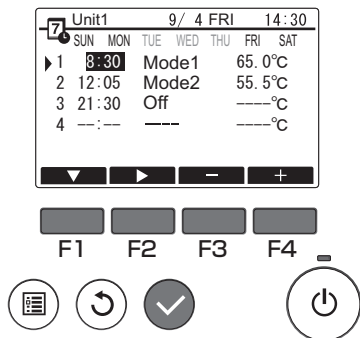 7 Unit1 9/ 4 FRI 14:30
SUN MON TUE WED THU FRI SAT
1 8:30 Mode1 65.0℃
2 12:05 Mode2 55.5℃
3 21:30 Off ----℃
4 --:-- ---- ----℃
− +
F1 F2 F3 F4